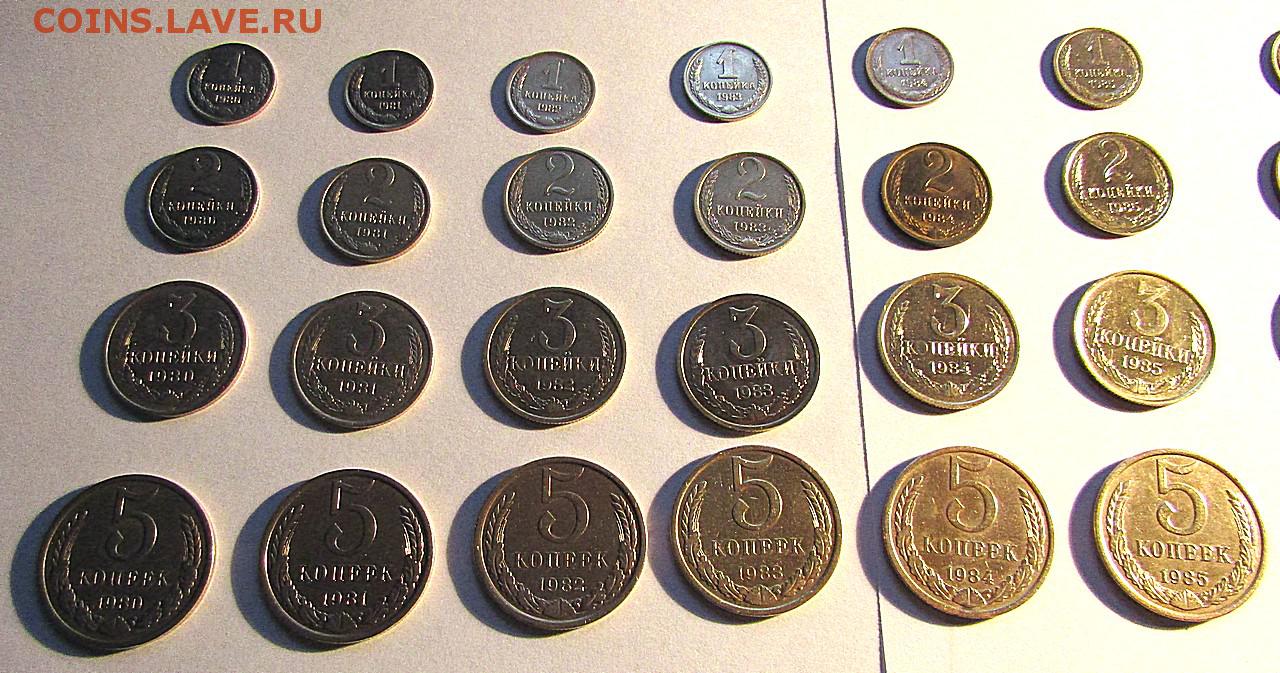 COINS.LAVE.RU
1
КОПЕЙКА
1980
1
КОПЕЙКА
1981
1
КОПЕЙКА
1982
1
КОПЕЙКА
1983
1
КОПЕЙКА
1984
1
КОПЕЙКА
1985
2
КОПЕЙКИ
1980
2
КОПЕЙКИ
1981
2
КОПЕЙКИ
1982
2
КОПЕЙКИ
1983
2
КОПЕЙКИ
1984
2
КОПЕЙКИ
1985
3
КОПЕЙКИ
1980
3
КОПЕЙКИ
1981
3
КОПЕЙКИ
1982
3
КОПЕЙКИ
1983
3
КОПЕЙКИ
1984
3
КОПЕЙКИ
1985
5
КОПЕЕК
1980
5
КОПЕЕК
1981
5
КОПЕЕК
1982
5
КОПЕЕК
1983
5
КОПЕЕК
1984
5
КОПЕЕК
1985